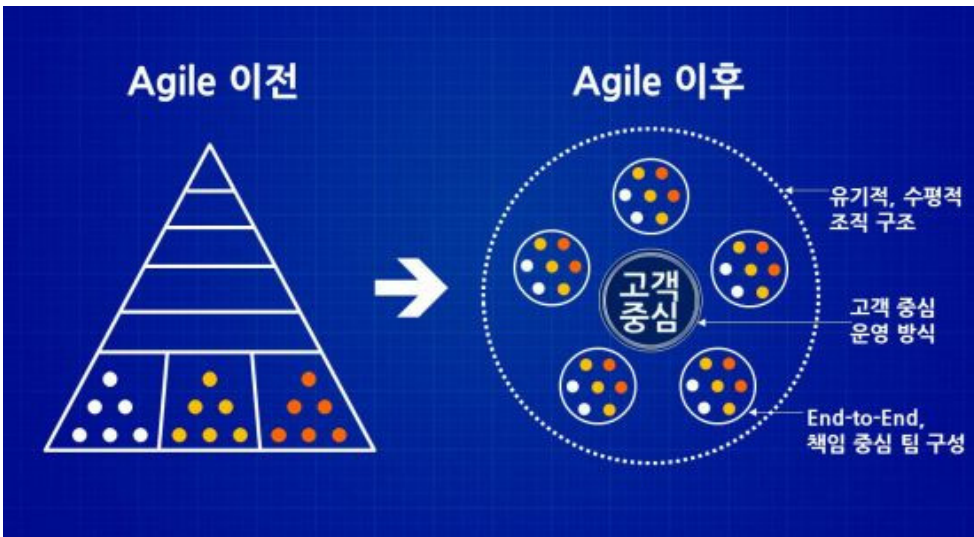 Agile 이전
Agile 이후
유기적, 수평적
조직 구조
고객
중심
고객 중심
운영 방식
End-to-End,
책임 중심 팀 구성